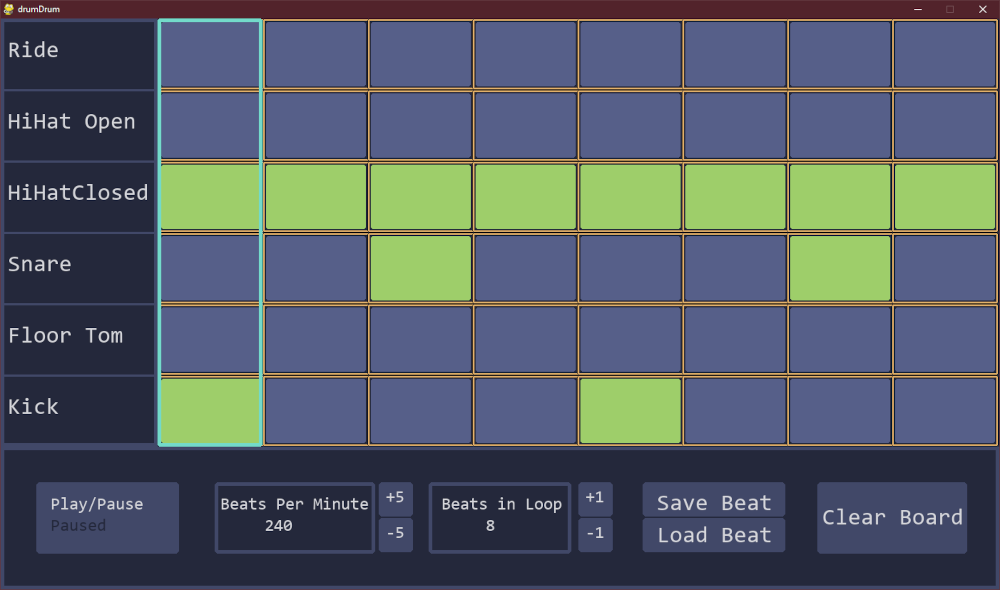 drumDrum
Ride
HiHat Open
HiHatClosed
Snare
Floor Tom
Kick
Play/Pause
Paused
Beats Per Minute
240
+5
-5
Beats in Loop
8
+1
-1
Save Beat
Load Beat
Clear Board